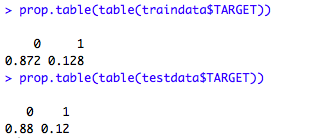 > prop.table(table(traindata$TARGET))
0 1
0.872 0.128
> prop.table(table(testdata$TARGET))
0 1
0.88 0.12